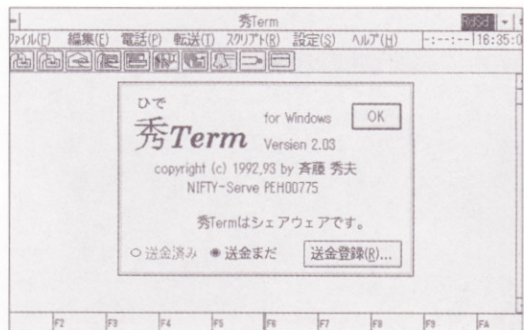 秀Term
ファイル(F) 編集(E) 電話(P) 転送(T) スクリプト(R) 設定(S) ヘルプ(H) -:--:-- 16:35:0
ひで
秀Term for Windows OK
Version 2.03
copyright (c) 1992,93 by 斉藤 秀夫
NIFTY-Serve PEH00775
秀Termはシェアウェアです。
送金済み 送金まだ 送金登録(R)...
F2 F3 F4 F5 F6 F7 F8 F9 FA